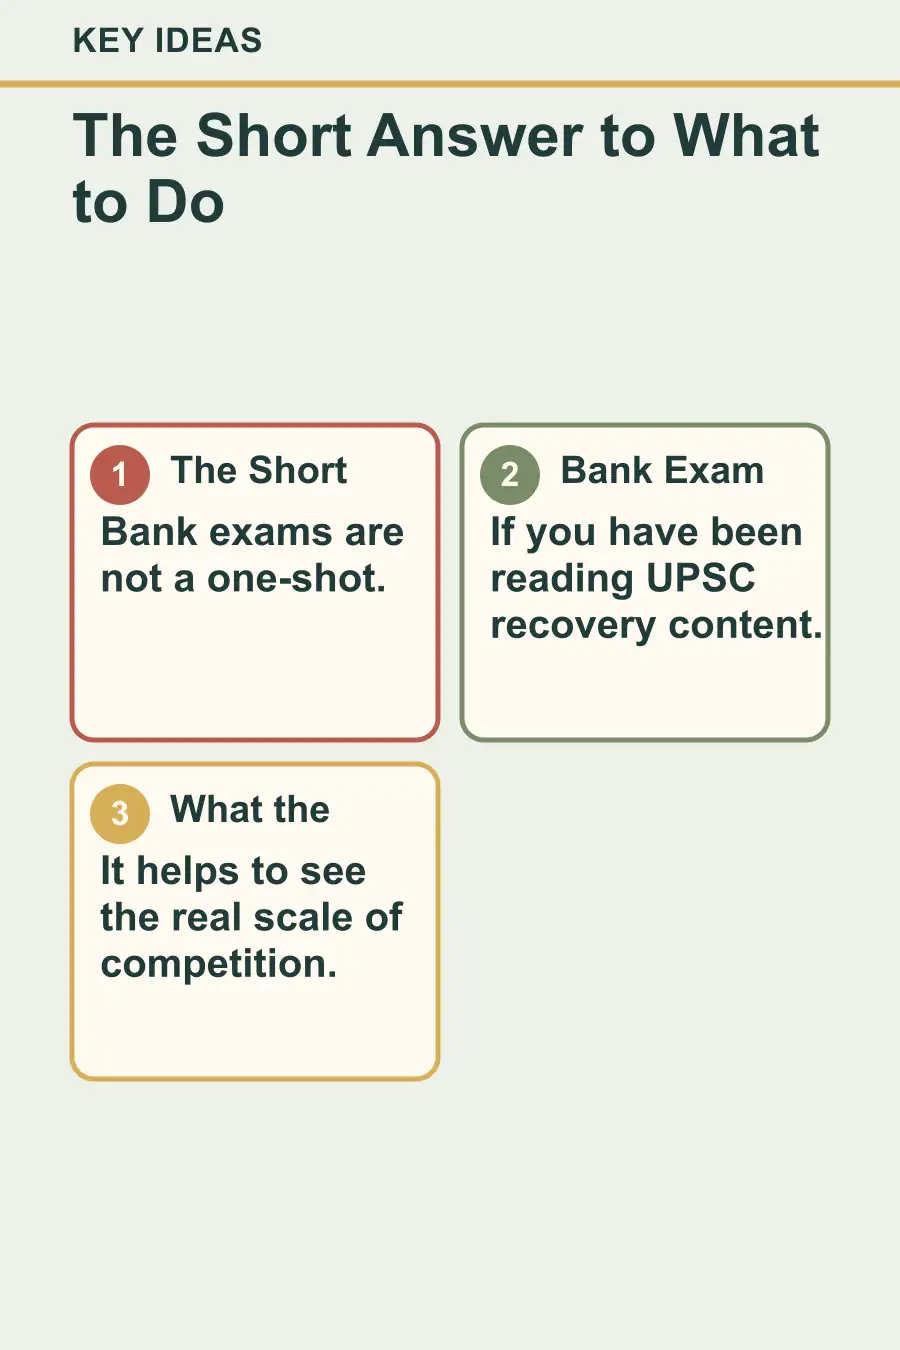 KEY IDEAS
The Short Answer to What
to Do
1 The Short
Bank exams are
not a one-shot.
2 Bank Exam
If you have been
reading UPSC
recovery content.
3 What the
It helps to see
the real scale of
competition.